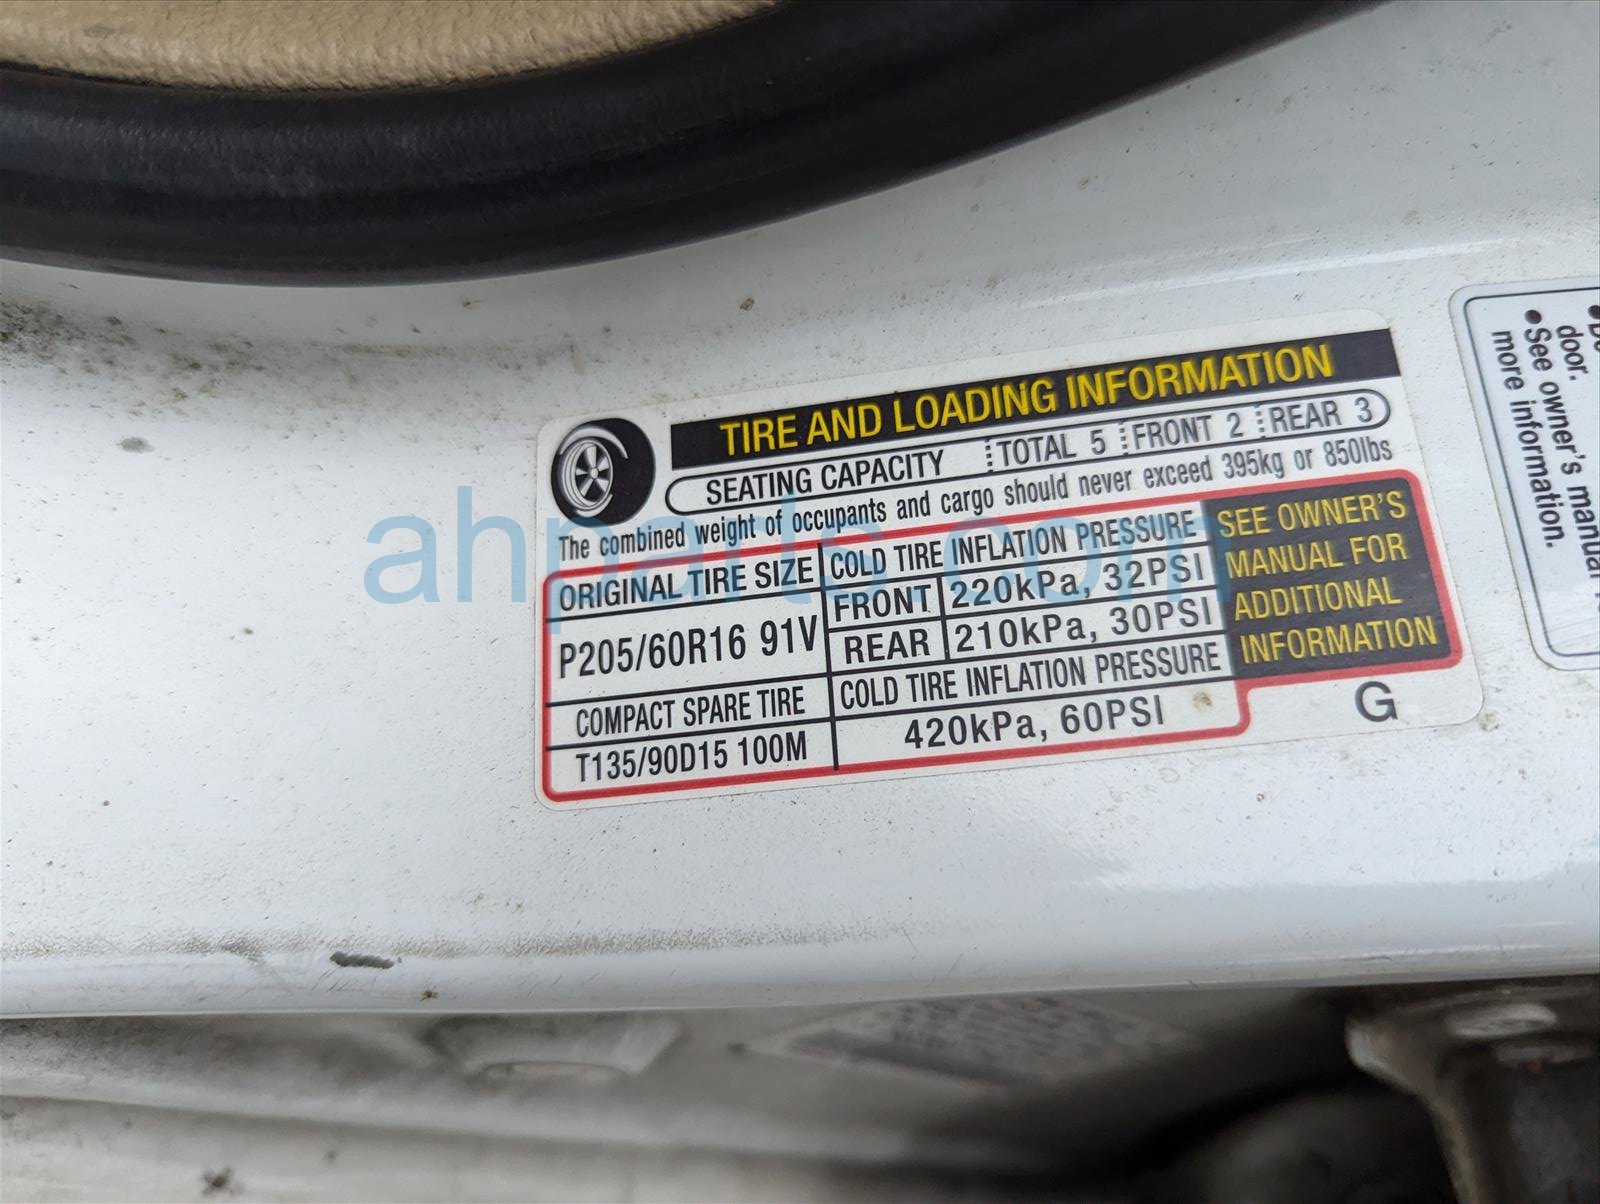 TIRE AND LOADING INFORMATION
SEATING CAPACITY TOTAL 5 FRONT 2 REAR 3
The combined weight of occupants and cargo should never exceed 395kg or 850lbs
ORIGINAL TIRE SIZE COLD TIRE INFLATION PRESSURE
P205/60R16 91V
FRONT 220kPa, 32PSI
REAR 210kPa, 30PSI
SEE OWNER'S
MANUAL FOR
ADDITIONAL
INFORMATION
COMPACT SPARE TIRE COLD TIRE INFLATION PRESSURE
T135/90D15 100M 420kPa, 60PSI
G
door.
•See owner's manual
more information.
ahparts.com